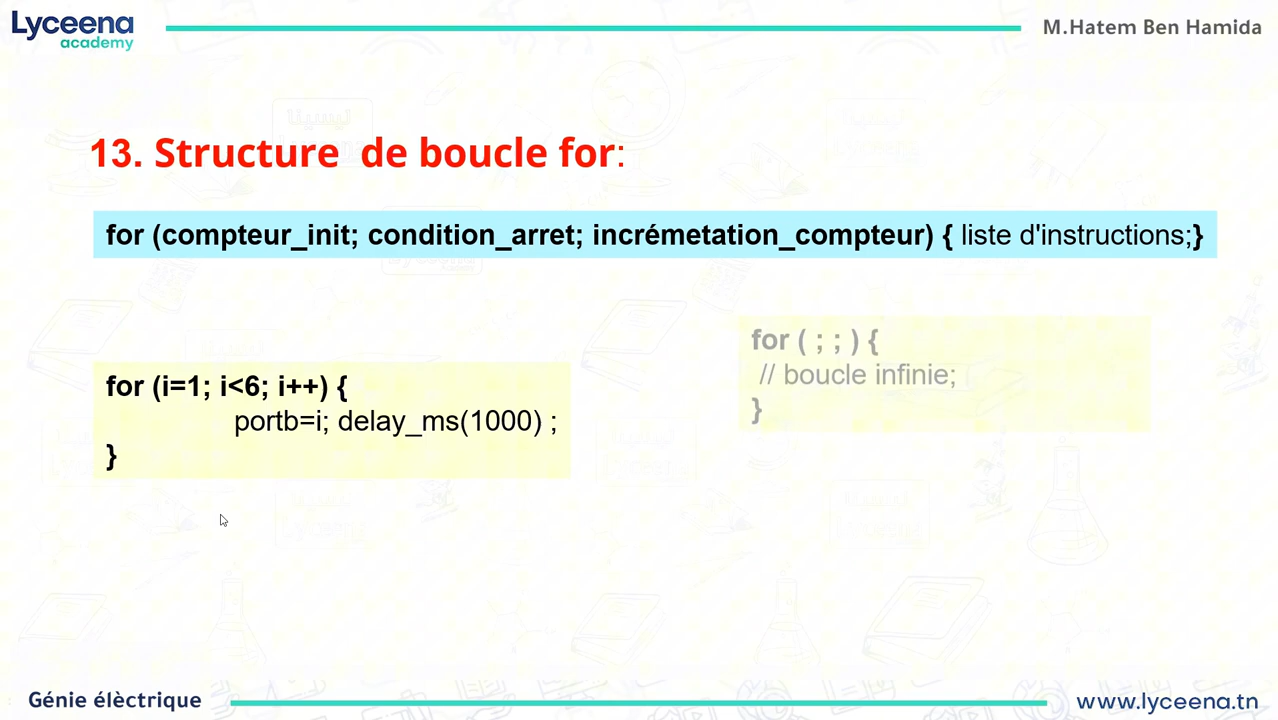 Lyceena
academy
M.Hatem Ben Hamida
13. Structure de boucle for:
for (compteur_init; condition_arret; incrémetation_compteur) { liste d'instructions;}
for (i=1; i<6; i++) {
portb=i; delay_ms(1000) ;
}
for ( ; ; ) {
// boucle infinie;
}
Génie élèctrique
www.lyceena.tn